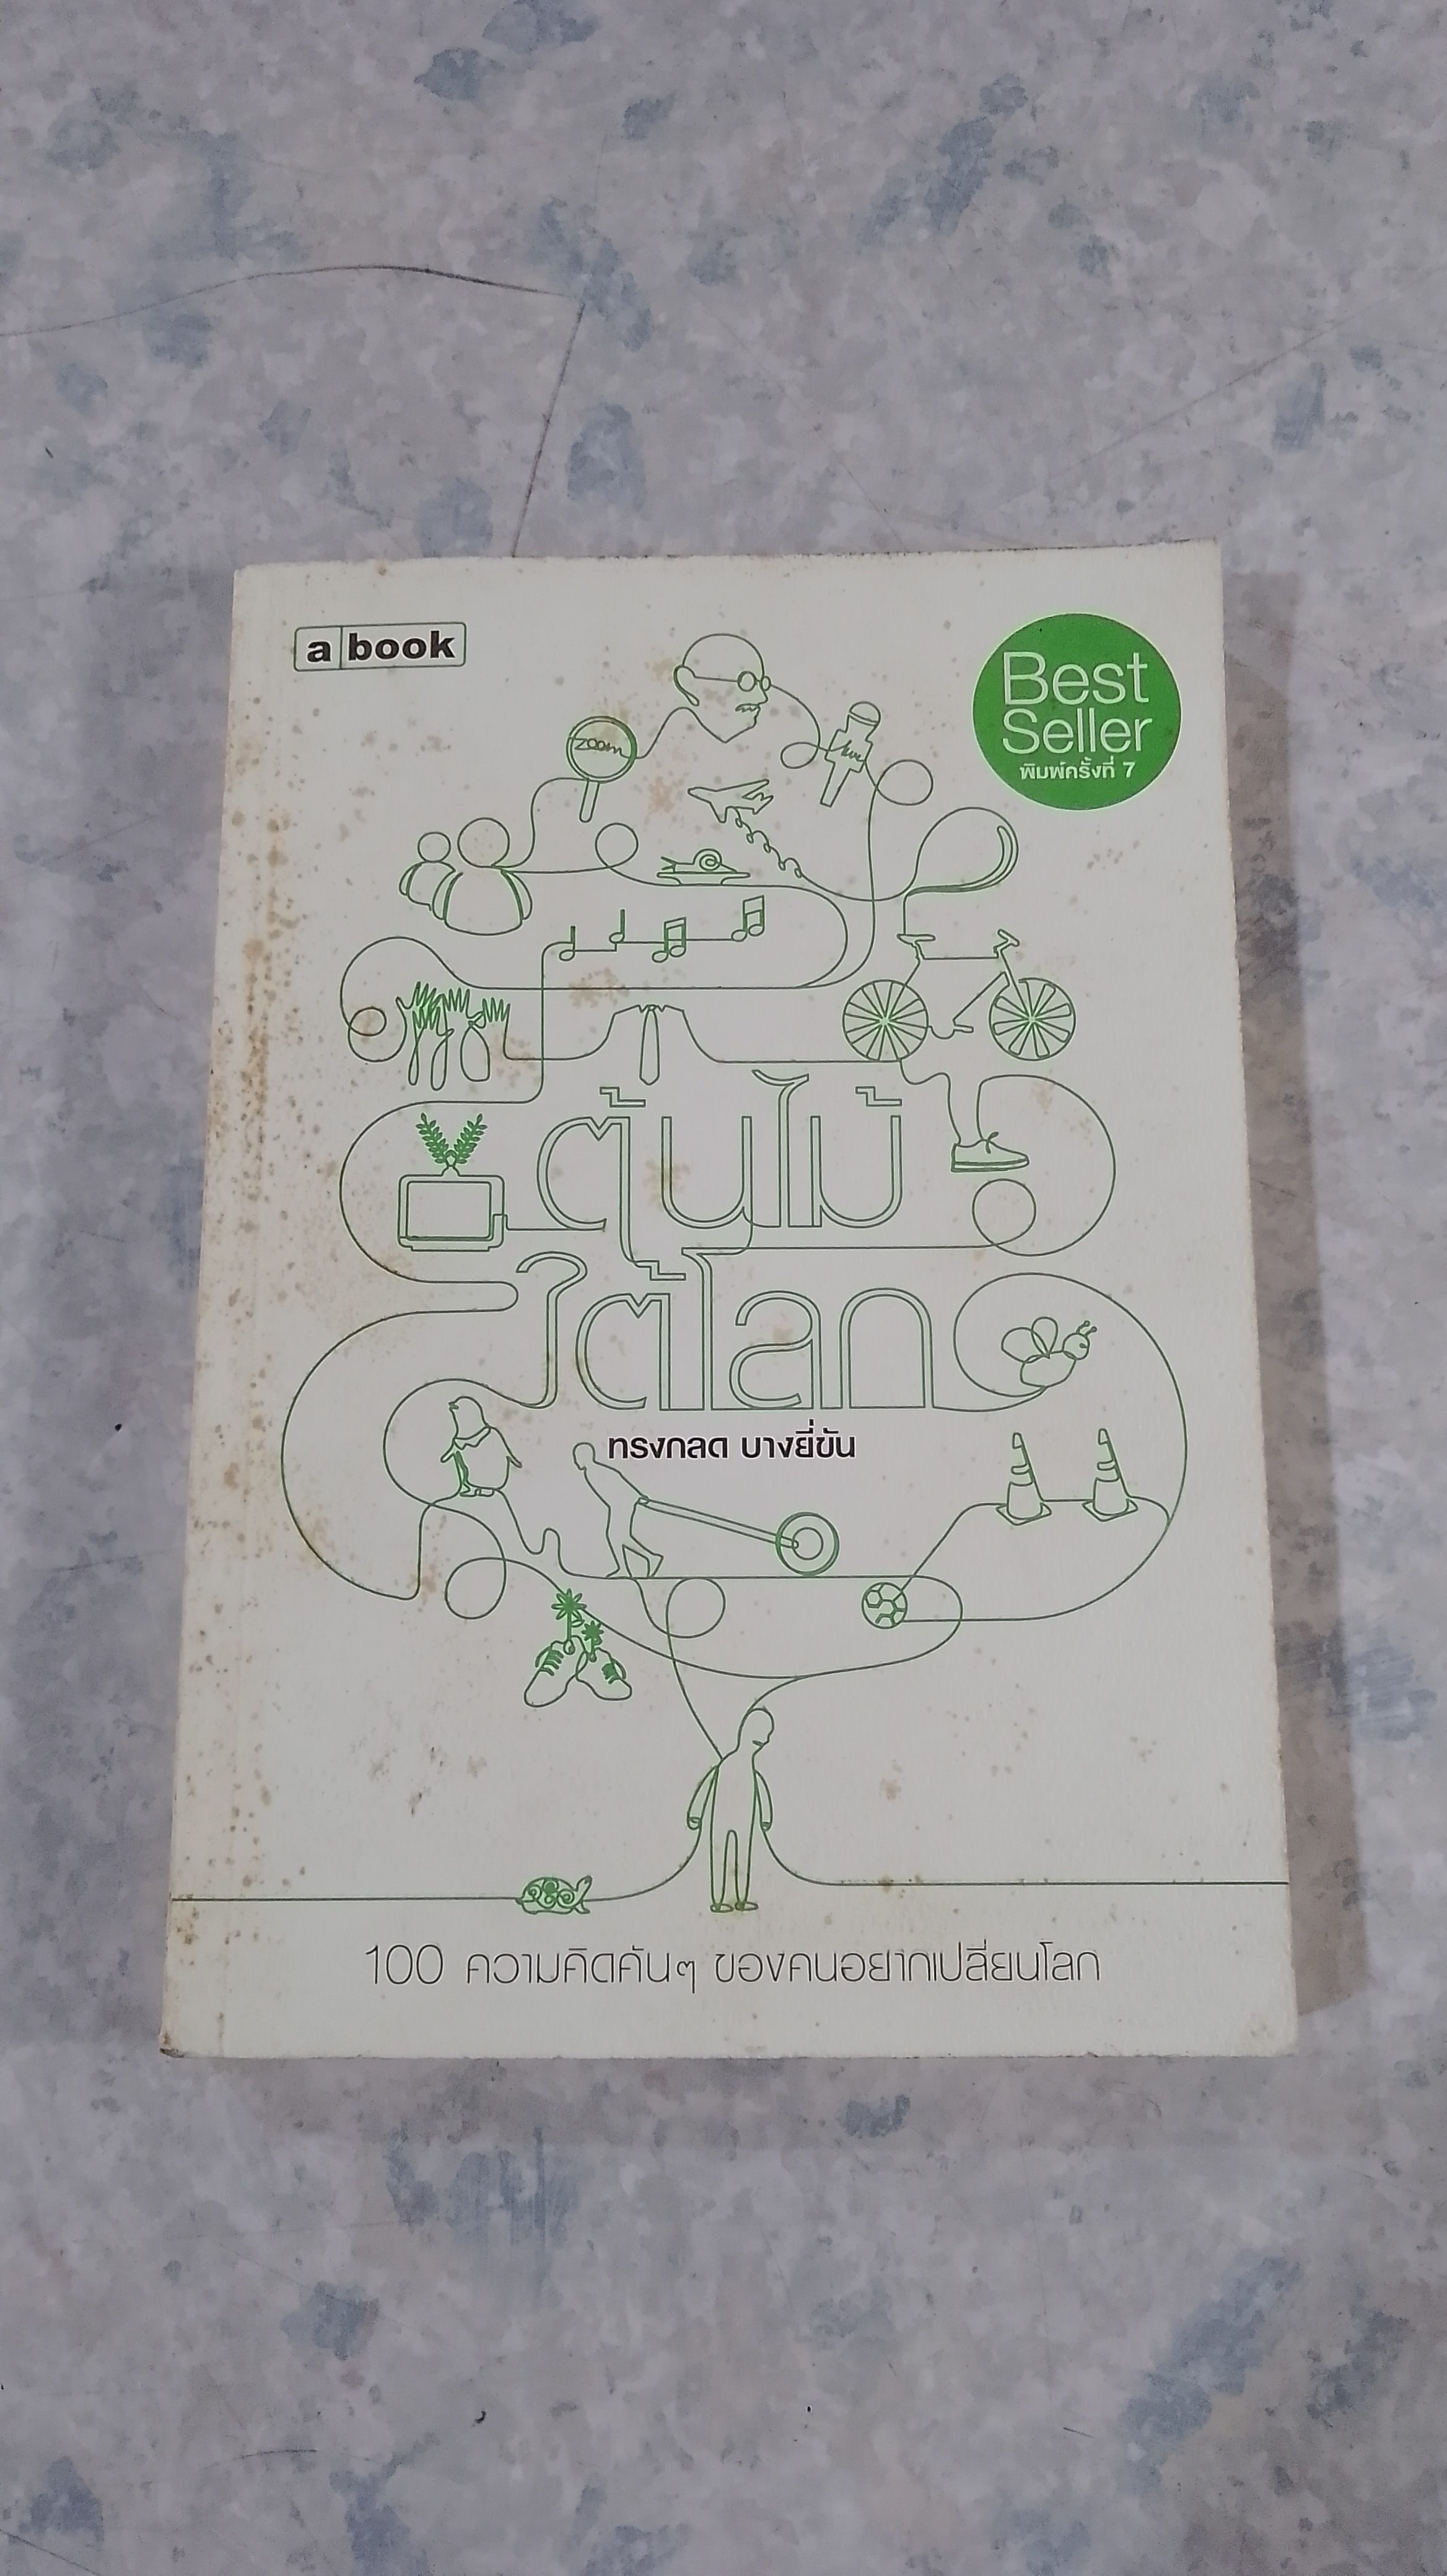 a book
Best
Seller
พิมพ์ครั้งที่ 7
zoom
live
ต้นไม้
ใต้โลก
ทรงกลด บางยี่ขัน
100 ความคิดคันๆ ของคนอยากเปลี่ยนโลก